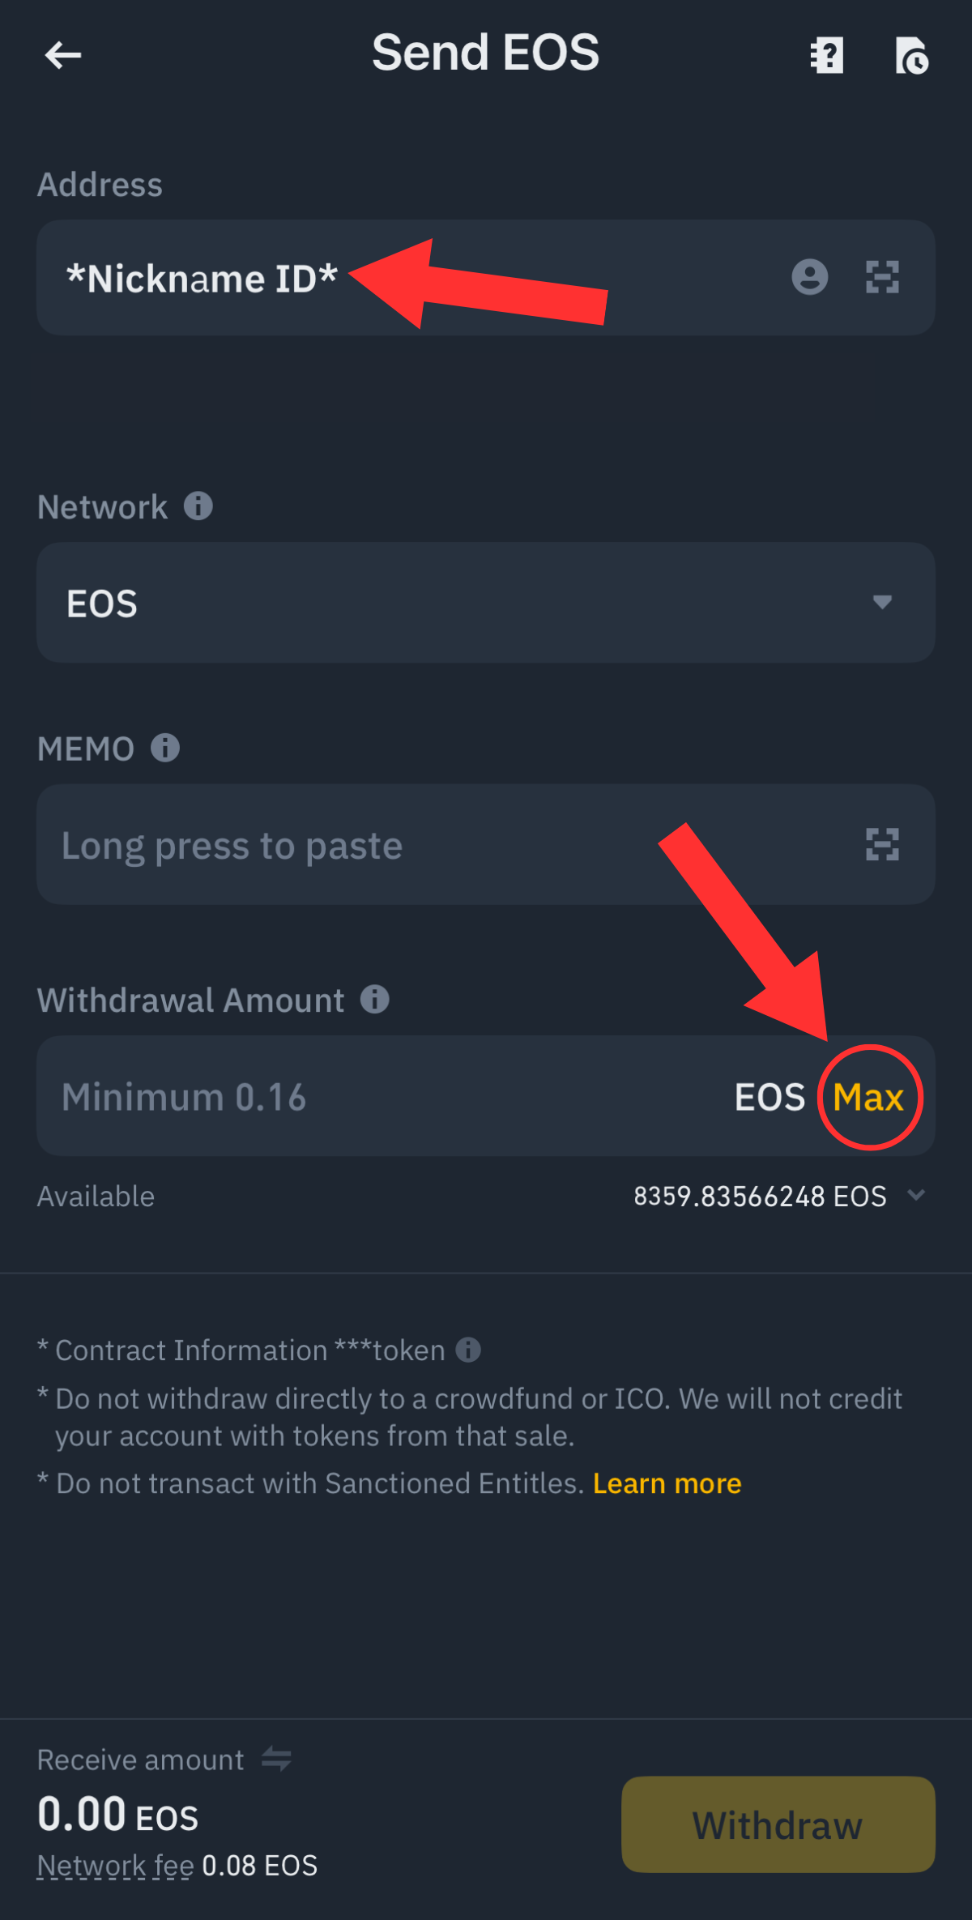 Send EOS
Address
*Nickname ID*
Network
EOS
MEMO
Long press to paste
Withdrawal Amount
Minimum 0.16 EOS Max
Available 8359.83566248 EOS
* Contract Information ***token
* Do not withdraw directly to a crowdfund or ICO. We will not credit
your account with tokens from that sale.
* Do not transact with Sanctioned Entitles. Learn more
Receive amount
0.00 EOS
Withdraw
Network fee 0.08 EOS